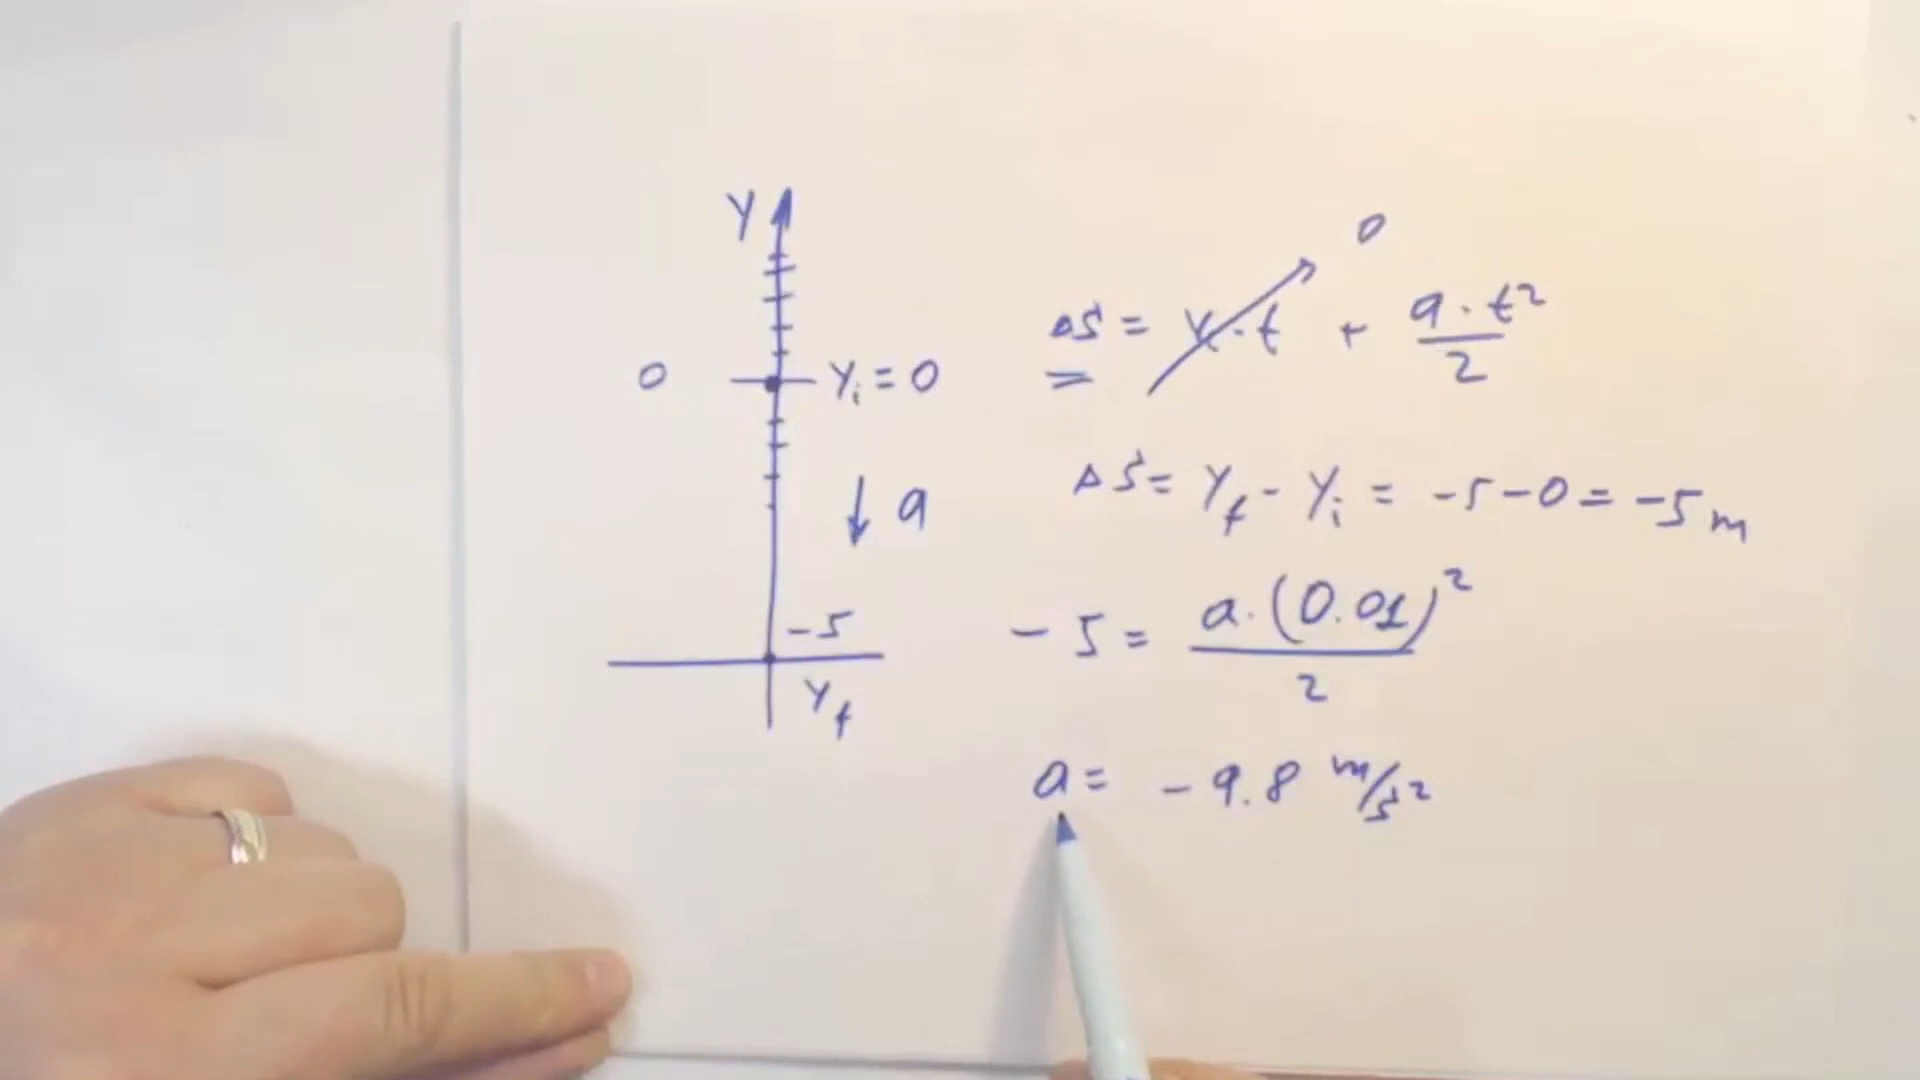 Y
0
Yi = 0
a
-5
Yf
0
ΔS = V·t + a·t²/2
ΔS = Yf - Yi = -5-0 = -5m
-5 = a·(0.01)²/2
a = -9.8 m/s²